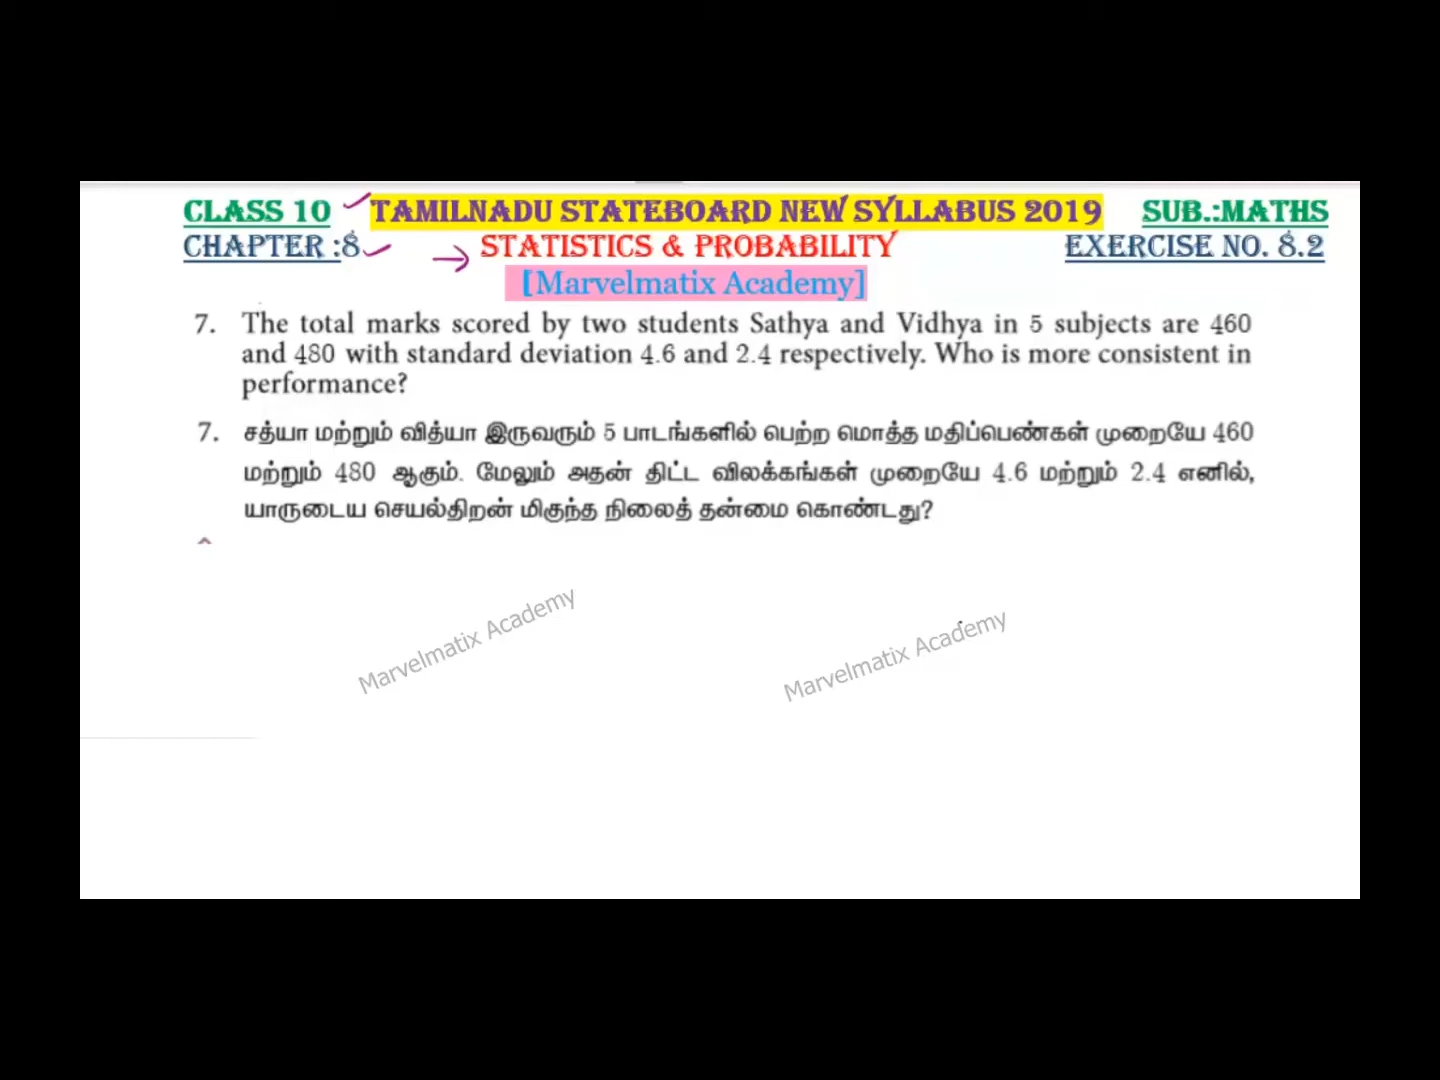 CLASS 10 TAMILNADU STATEBOARD NEW SYLLABUS 2019 SUB.:MATHS
CHAPTER :8 STATISTICS & PROBABILITY EXERCISE NO. 8.2
[Marvelmatix Academy]
7. The total marks scored by two students Sathya and Vidhya in 5 subjects are 460
and 480 with standard deviation 4.6 and 2.4 respectively. Who is more consistent in
performance?
7. சத்யா மற்றும் வித்யா இருவரும் 5 பாடங்களில் பெற்ற மொத்த மதிப்பெண்கள் முறையே 460
மற்றும் 480 ஆகும். மேலும் அதன் திட்ட விலக்கங்கள் முறையே 4.6 மற்றும் 2.4 எனில்,
யாருடைய செயல்திறன் மிகுந்த நிலைத் தன்மை கொண்டது?
Marvelmatix Academy
Marvelmatix Academy